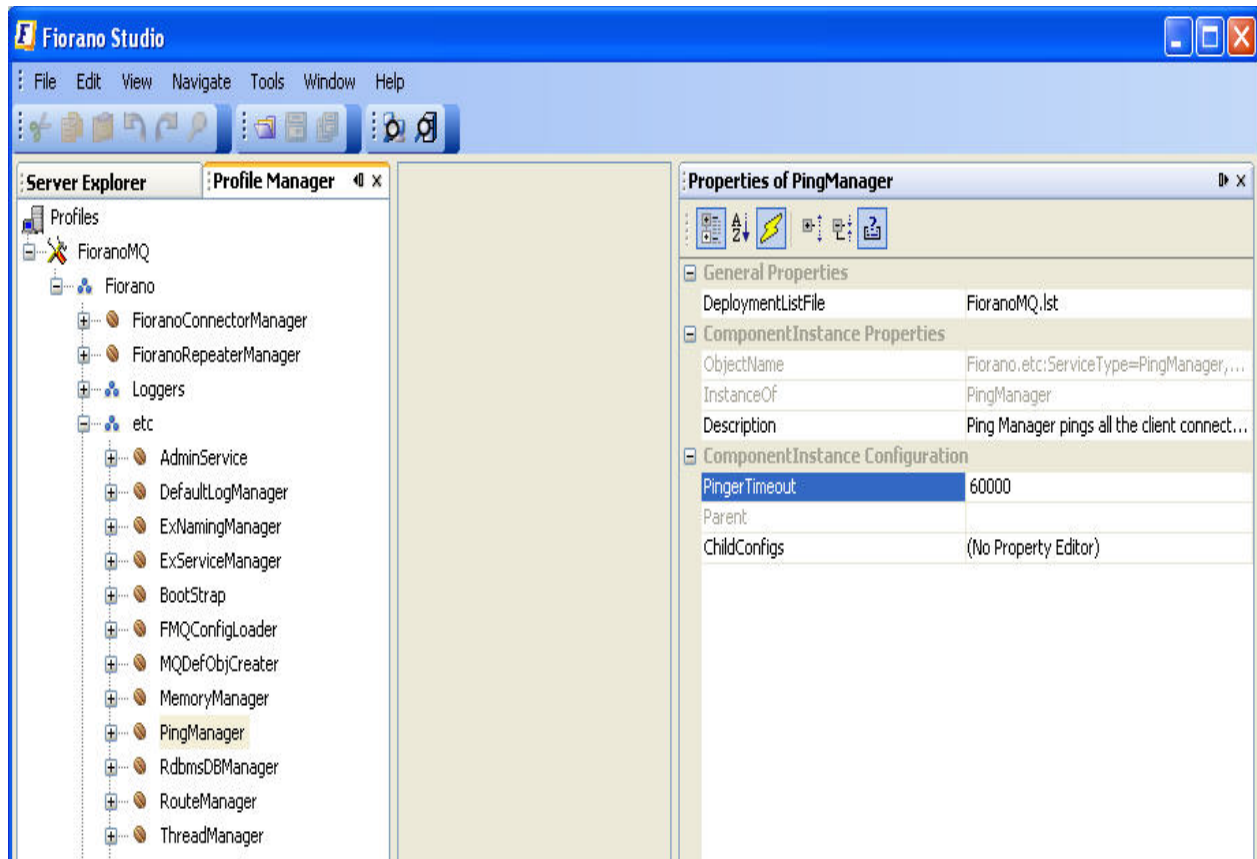 Fiorano Studio
File Edit View Navigate Tools Window Help
Server Explorer
Profile Manager
Profiles
FioranoMQ
Fiorano
FioranoConnectorManager
FioranoRepeaterManager
Loggers
etc
AdminService
DefaultLogManager
ExNamingManager
ExServiceManager
BootStrap
FMQConfigLoader
MQDefObjCreater
MemoryManager
PingManager
RdbmsDBManager
RouteManager
ThreadManager
Properties of PingManager
General Properties
DeploymentListFile FioranoMQ.lst
ComponentInstance Properties
ObjectName Fiorano.etc:ServiceType=PingManager,...
InstanceOf PingManager
Description Ping Manager pings all the client connect...
ComponentInstance Configuration
PingerTimeout 60000
Parent
ChildConfigs (No Property Editor)